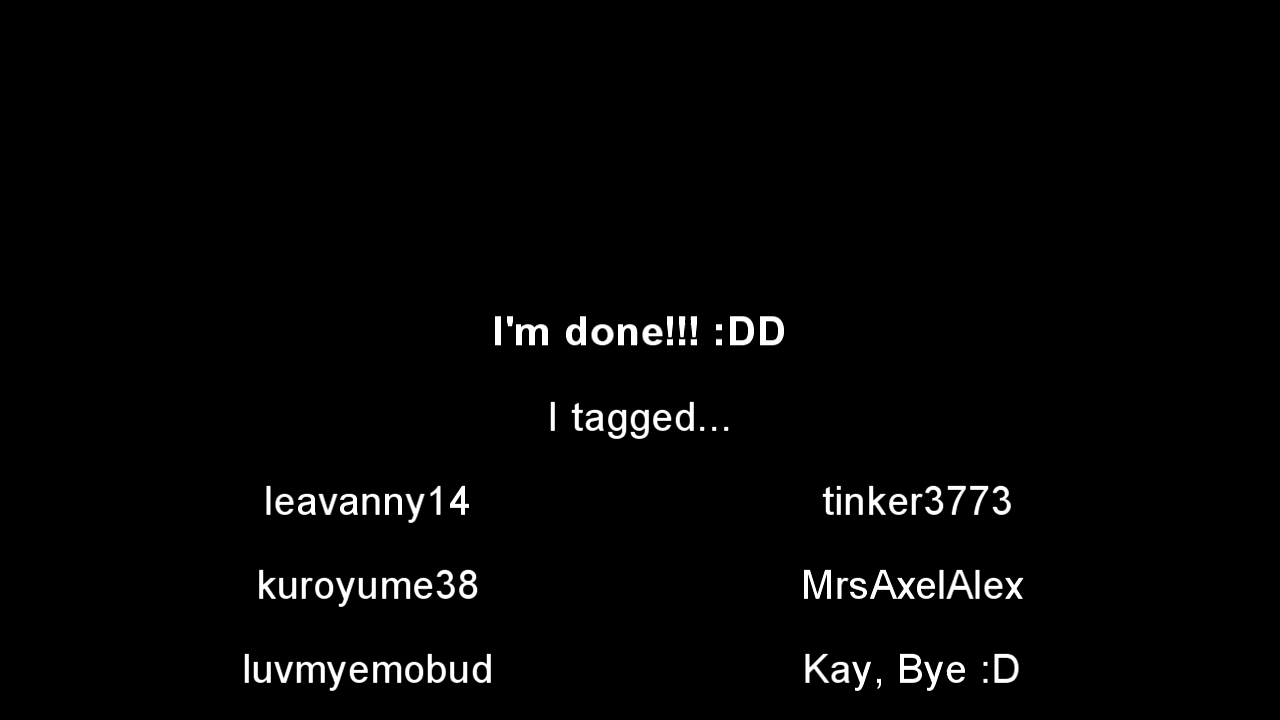 I'm done!!! :DD
I tagged...
leavanny14 tinker3773
kuroyume38 MrsAxelAlex
luvmyemobud Kay, Bye :D